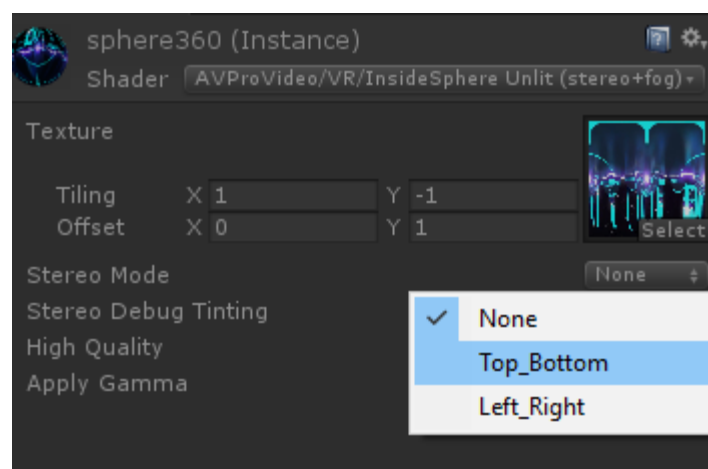 sphere360 (Instance)
Shader AVProVideo/VR/InsideSphere Unlit (stereo+fog)
Texture
Tiling X 1 Y -1
Offset X 0 Y 1
Select
Stereo Mode None
Stereo Debug Tinting
None
High Quality
Top_Bottom
Apply Gamma
Left_Right